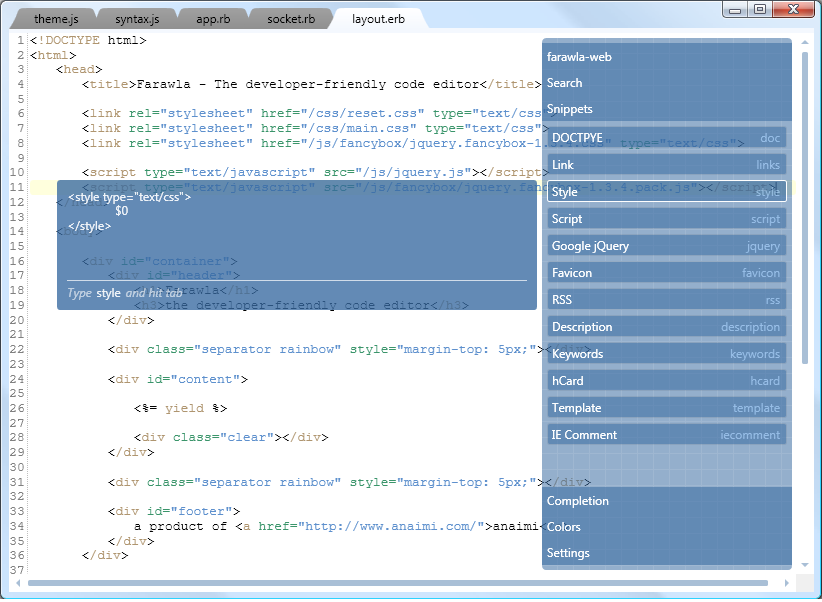 theme.js
syntax.js
app.rb
socket.rb
layout.erb
1 <!DOCTYPE html>
2 <html>
3 <head>
4 <title>Farawla - The developer-friendly code editor</title>
5
6 <link rel="stylesheet" href="/css/reset.css" type="text/css">
7 <link rel="stylesheet" href="/css/main.css" type="text/css">
8 <link rel="stylesheet" href="/js/fancybox/jquery.fancybox-1.3.4.css" type="text/css">
9
10 <script type="text/javascript" src="/js/jquery.js"></script>
11 <script type="text/javascript" src="/js/fancybox/jquery.fancybox-1.3.4.pack.js"></script>
12 </head>
13
14 <body>
15
16 <div id="container">
17 <div id="header">
18 <h1>Farawla</h1>
19 <h3>the developer-friendly code editor</h3>
20 </div>
21
22 <div class="separator rainbow" style="margin-top: 5px;"></div>
23
24 <div id="content">
25
26 <%= yield %>
27
28 <div class="clear"></div>
29 </div>
30
31 <div class="separator rainbow" style="margin-top: 5px;"></div>
32
33 <div id="footer">
34 a product of <a href="http://www.anaimi.com/">anaimi<
35 </div>
36 </div>
37
<style type="text/css">
$0
</style>
Type style and hit tab
farawla-web
Search
Snippets
DOCTPYE doc
Link links
Style style
Script script
Google jQuery jquery
Favicon favicon
RSS rss
Description description
Keywords keywords
hCard hcard
Template template
IE Comment iecomment
Completion
Colors
Settings